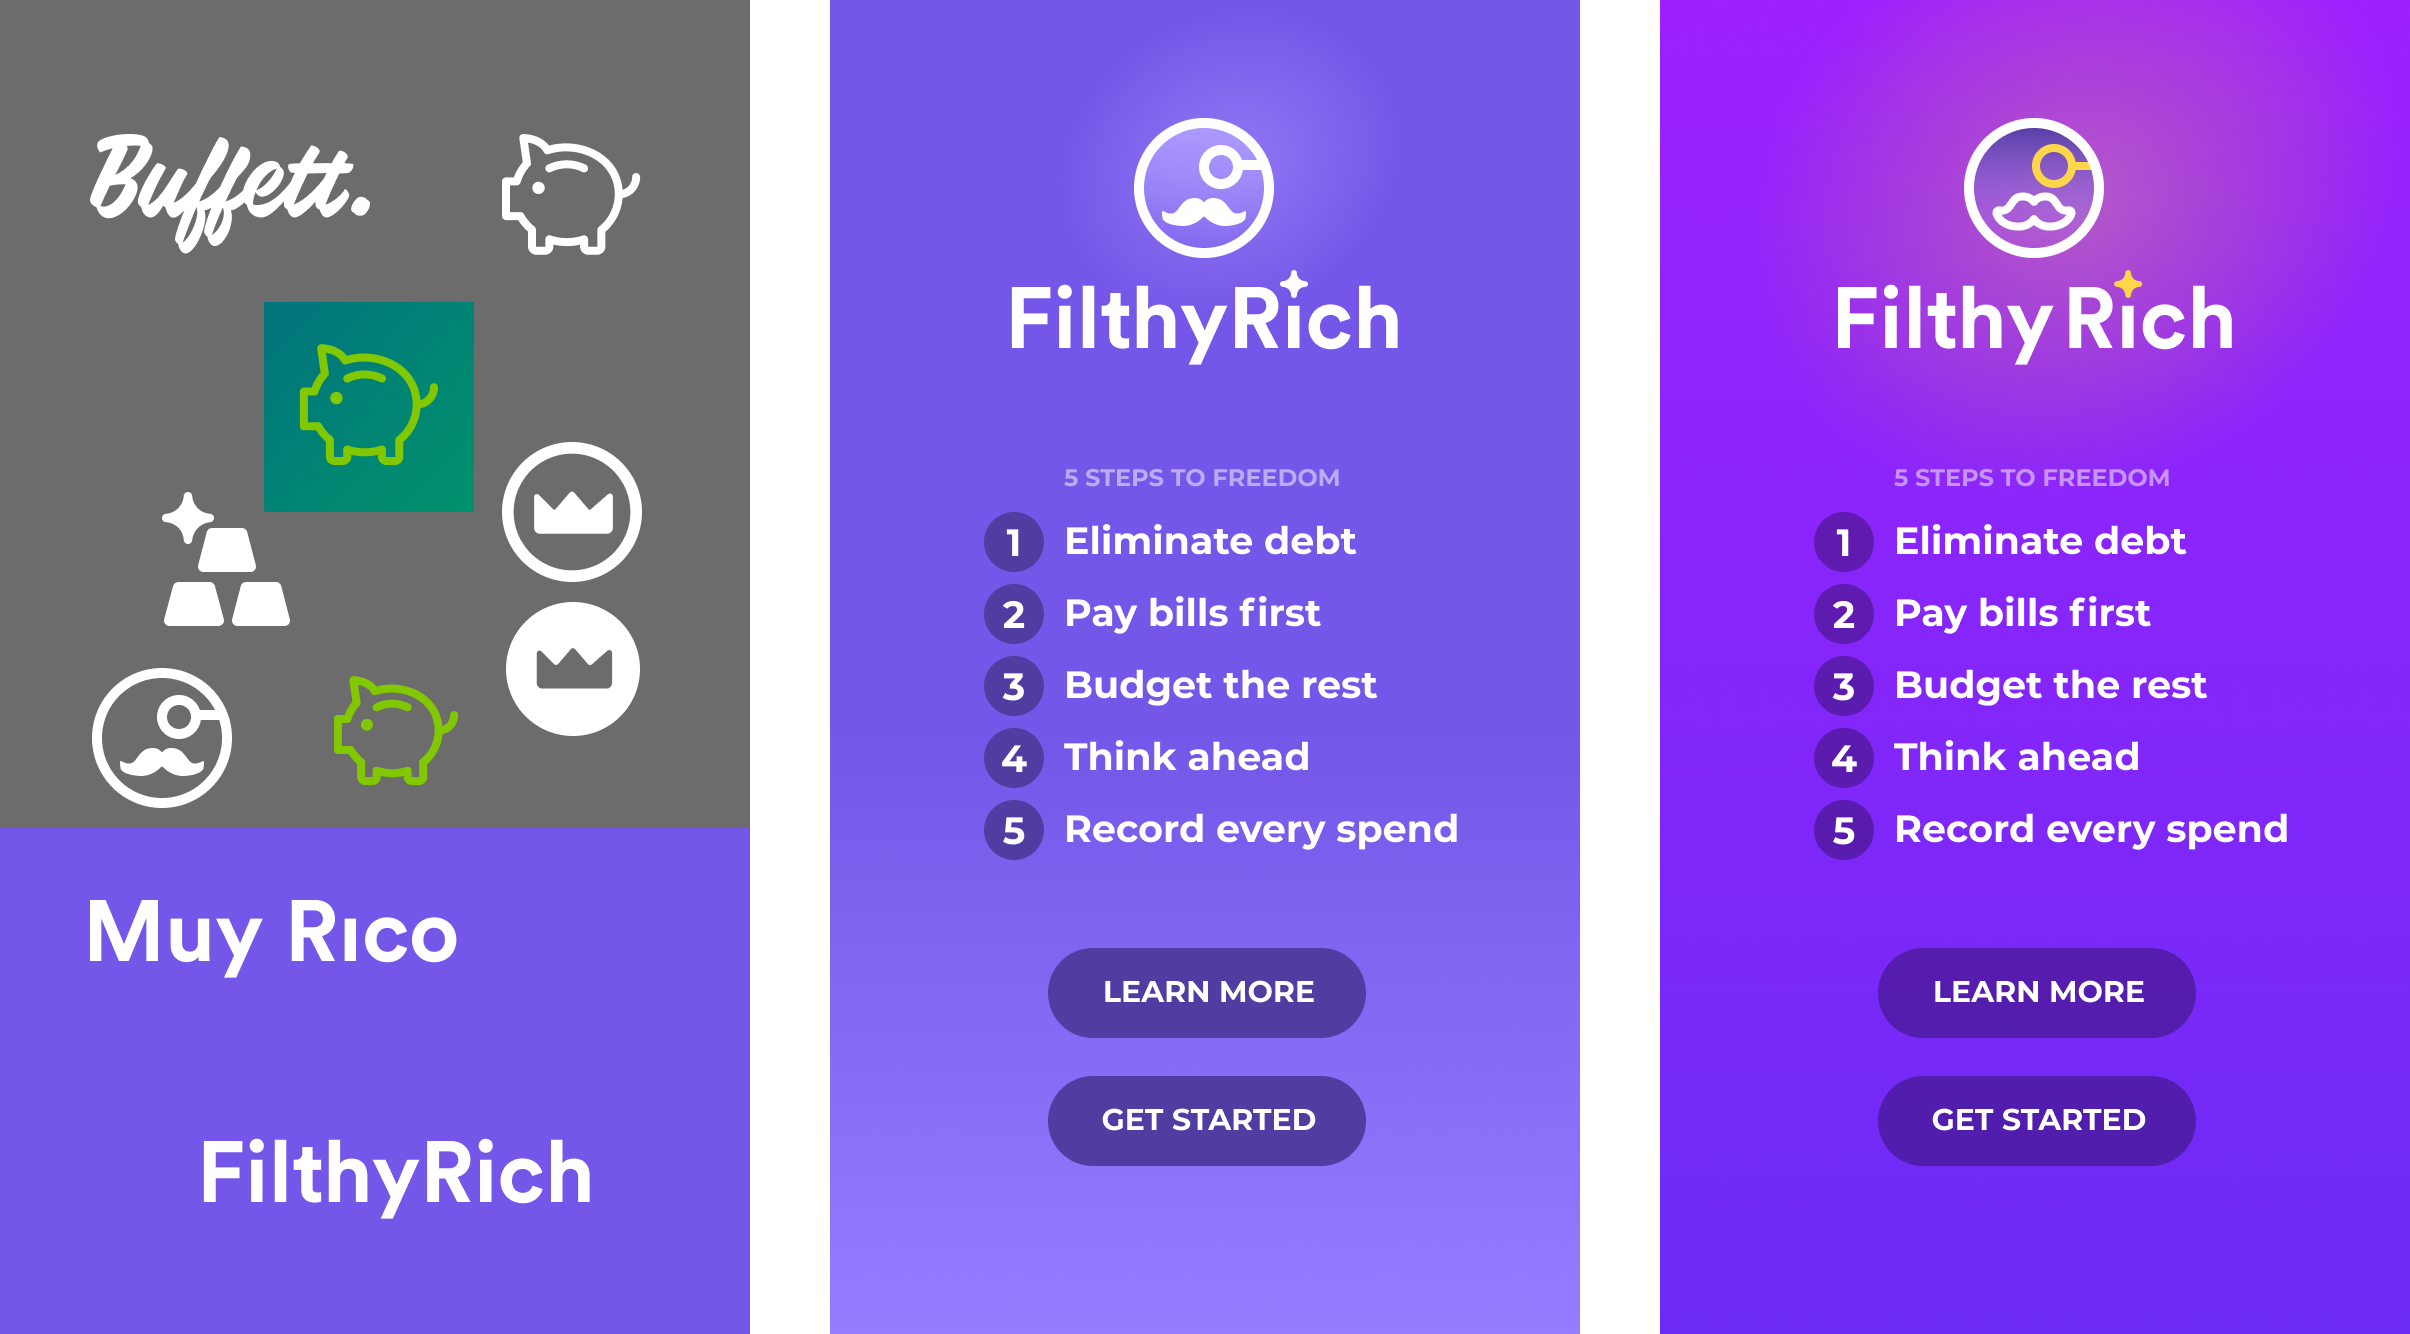 Buffett.
Muy Rıco
FilthyRich
FilthyRich
5 STEPS TO FREEDOM
1 Eliminate debt
2 Pay bills first
3 Budget the rest
4 Think ahead
5 Record every spend
LEARN MORE
GET STARTED
Filthy Rich
5 STEPS TO FREEDOM
1 Eliminate debt
2 Pay bills first
3 Budget the rest
4 Think ahead
5 Record every spend
LEARN MORE
GET STARTED